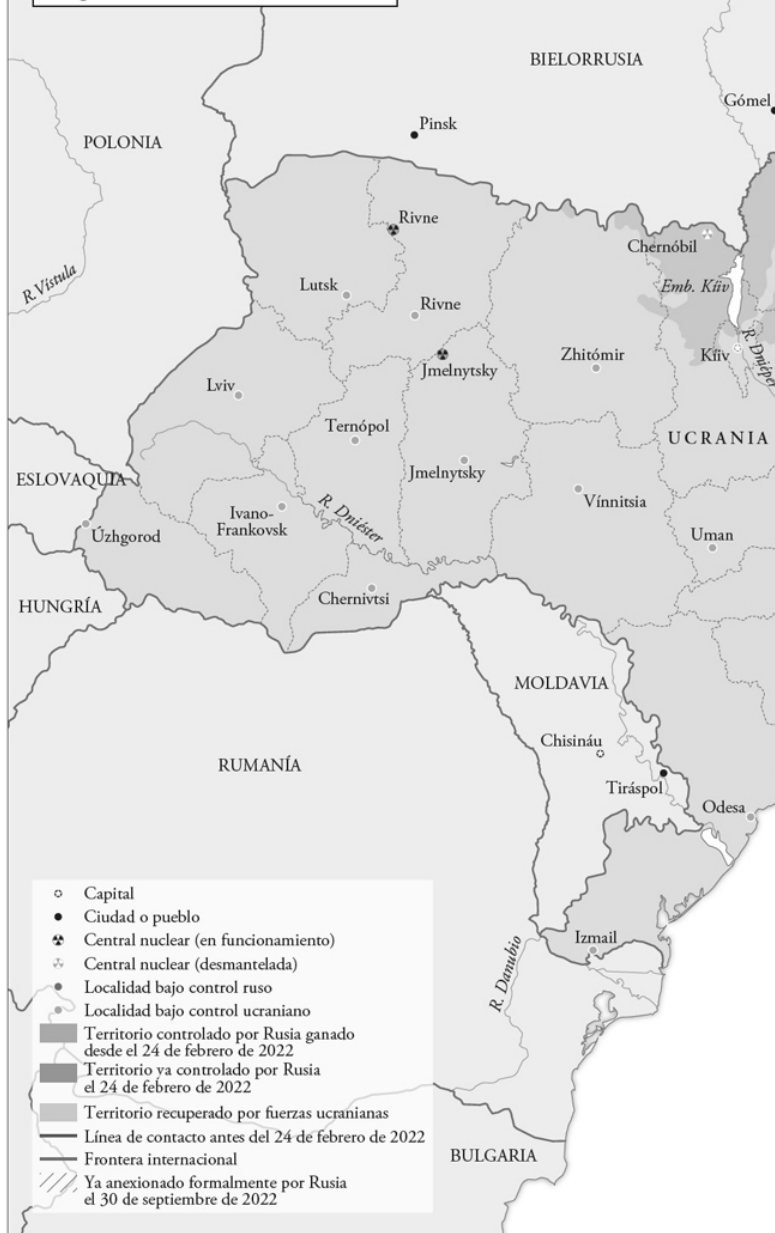 BIELORRUSIA
Gómel
Pinsk
POLONIA
Rivne
Chernóbil
R. Vístula
Lutsk
Emb. Kíiv
Rivne
R. Dniéper
Zhitómir
Kíiv
Jmelnytsky
Lviv
Ternópol
UCRANIA
ESLOVAQUIA
Jmelnytsky
Vínnitsia
Ivano-
Frankovsk
R. Dniéster
Úzhgorod
Uman
HUNGRÍA
Chernivtsi
MOLDAVIA
Chisináu
RUMANÍA
Tiráspol
Odesa
Izmail
R. Danubio
BULGARIA
Capital
Ciudad o pueblo
Central nuclear (en funcionamiento)
Central nuclear (desmantelada)
Localidad bajo control ruso
Localidad bajo control ucraniano
Territorio controlado por Rusia ganado
desde el 24 de febrero de 2022
Territorio ya controlado por Rusia
el 24 de febrero de 2022
Territorio recuperado por fuerzas ucranianas
Línea de contacto antes del 24 de febrero de 2022
Frontera internacional
Ya anexionado formalmente por Rusia
el 30 de septiembre de 2022